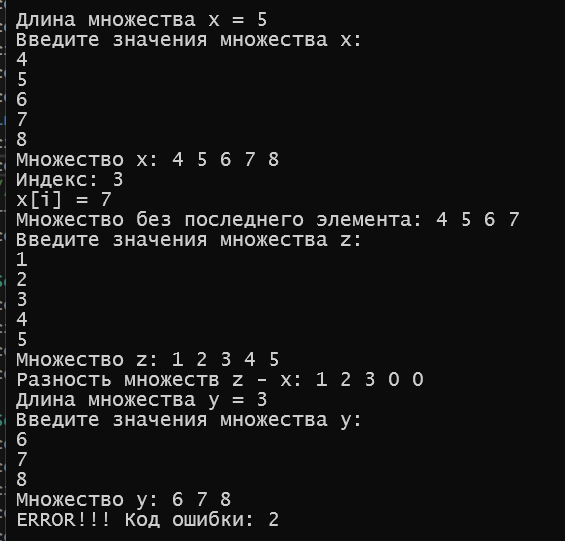 Длина множества x = 5
Введите значения множества x:
4
5
6
7
8
Множество x: 4 5 6 7 8
Индекс: 3
x[i] = 7
Множество без последнего элемента: 4 5 6 7
Введите значения множества z:
1
2
3
4
5
Множество z: 1 2 3 4 5
Разность множеств z - x: 1 2 3 0 0
Длина множества y = 3
Введите значения множества y:
6
7
8
Множество y: 6 7 8
ERROR!!! Код ошибки: 2